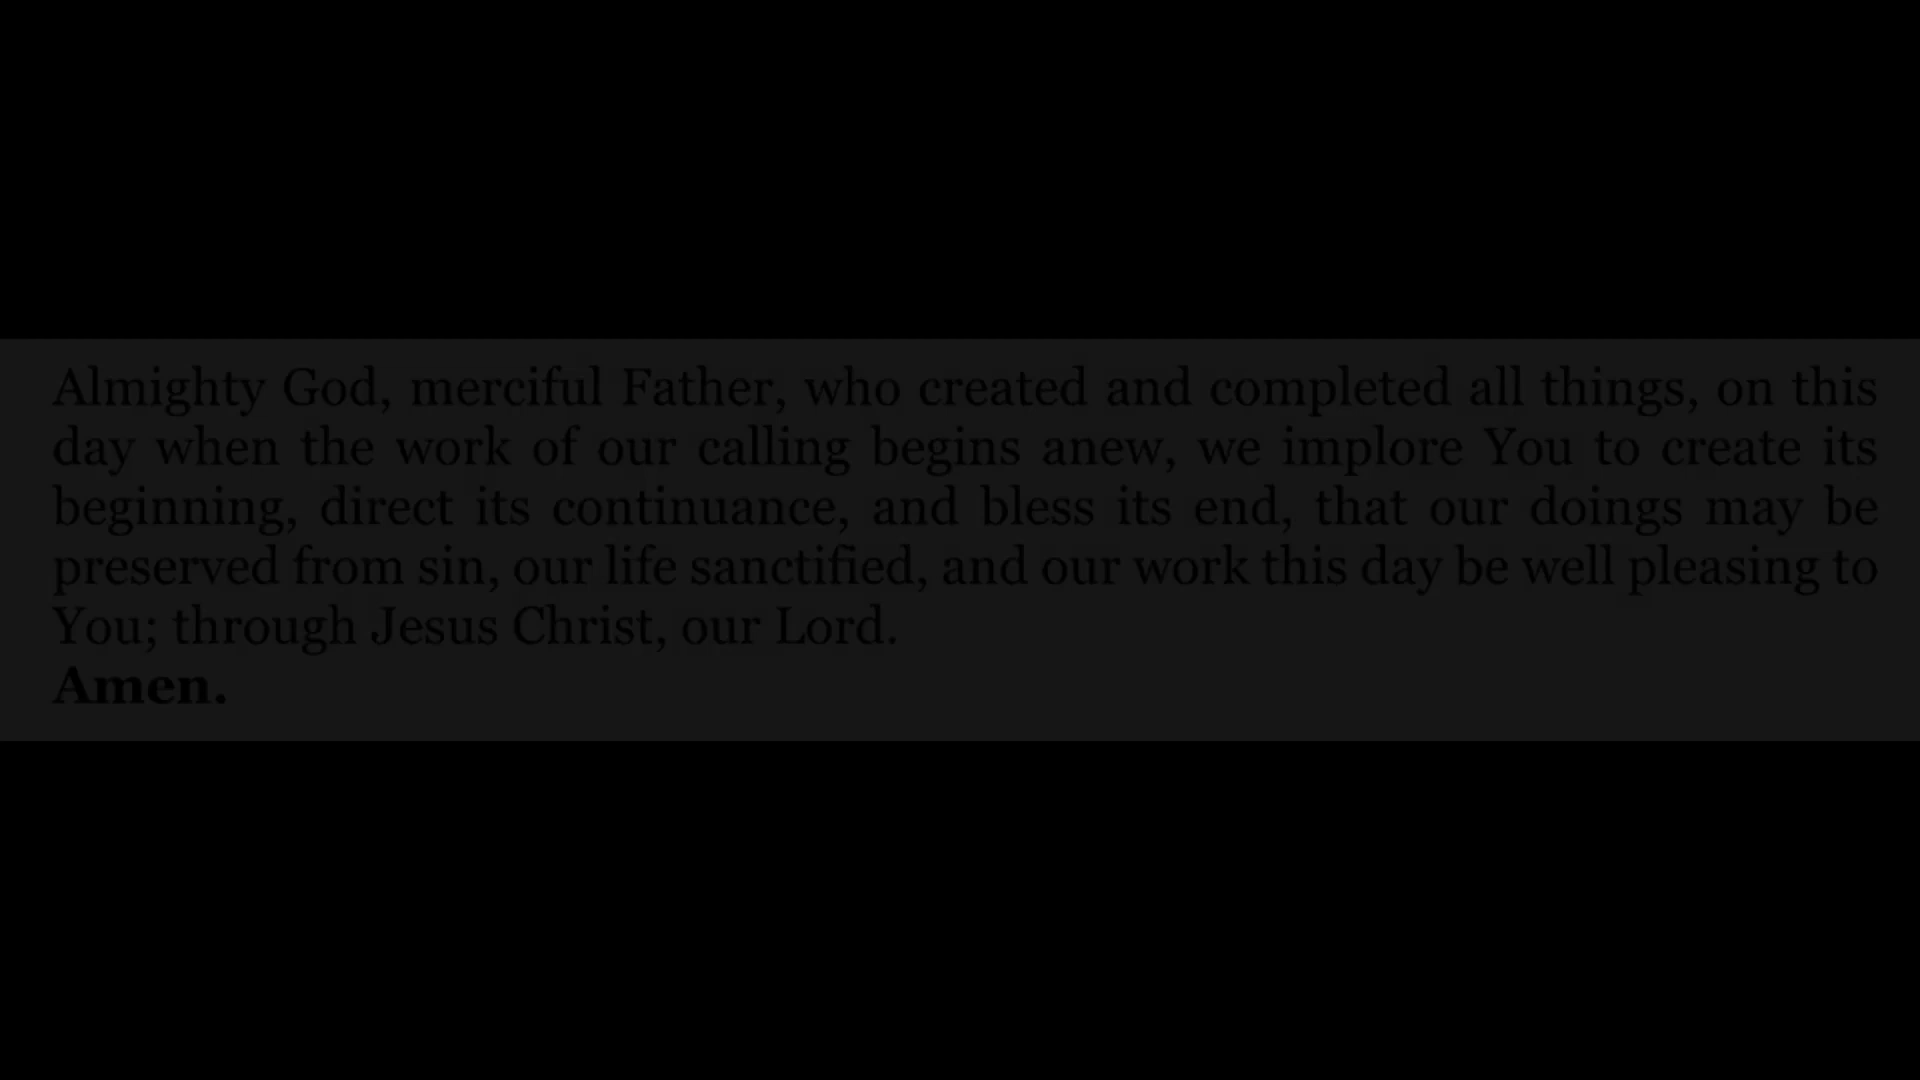 Almighty God, merciful Father, who created and completed all things, on this
day when the work of our calling begins anew, we implore You to create its
beginning, direct its continuance, and bless its end, that our doings may be
preserved from sin, our life sanctified, and our work this day be well pleasing to
You; through Jesus Christ, our Lord.
Amen.